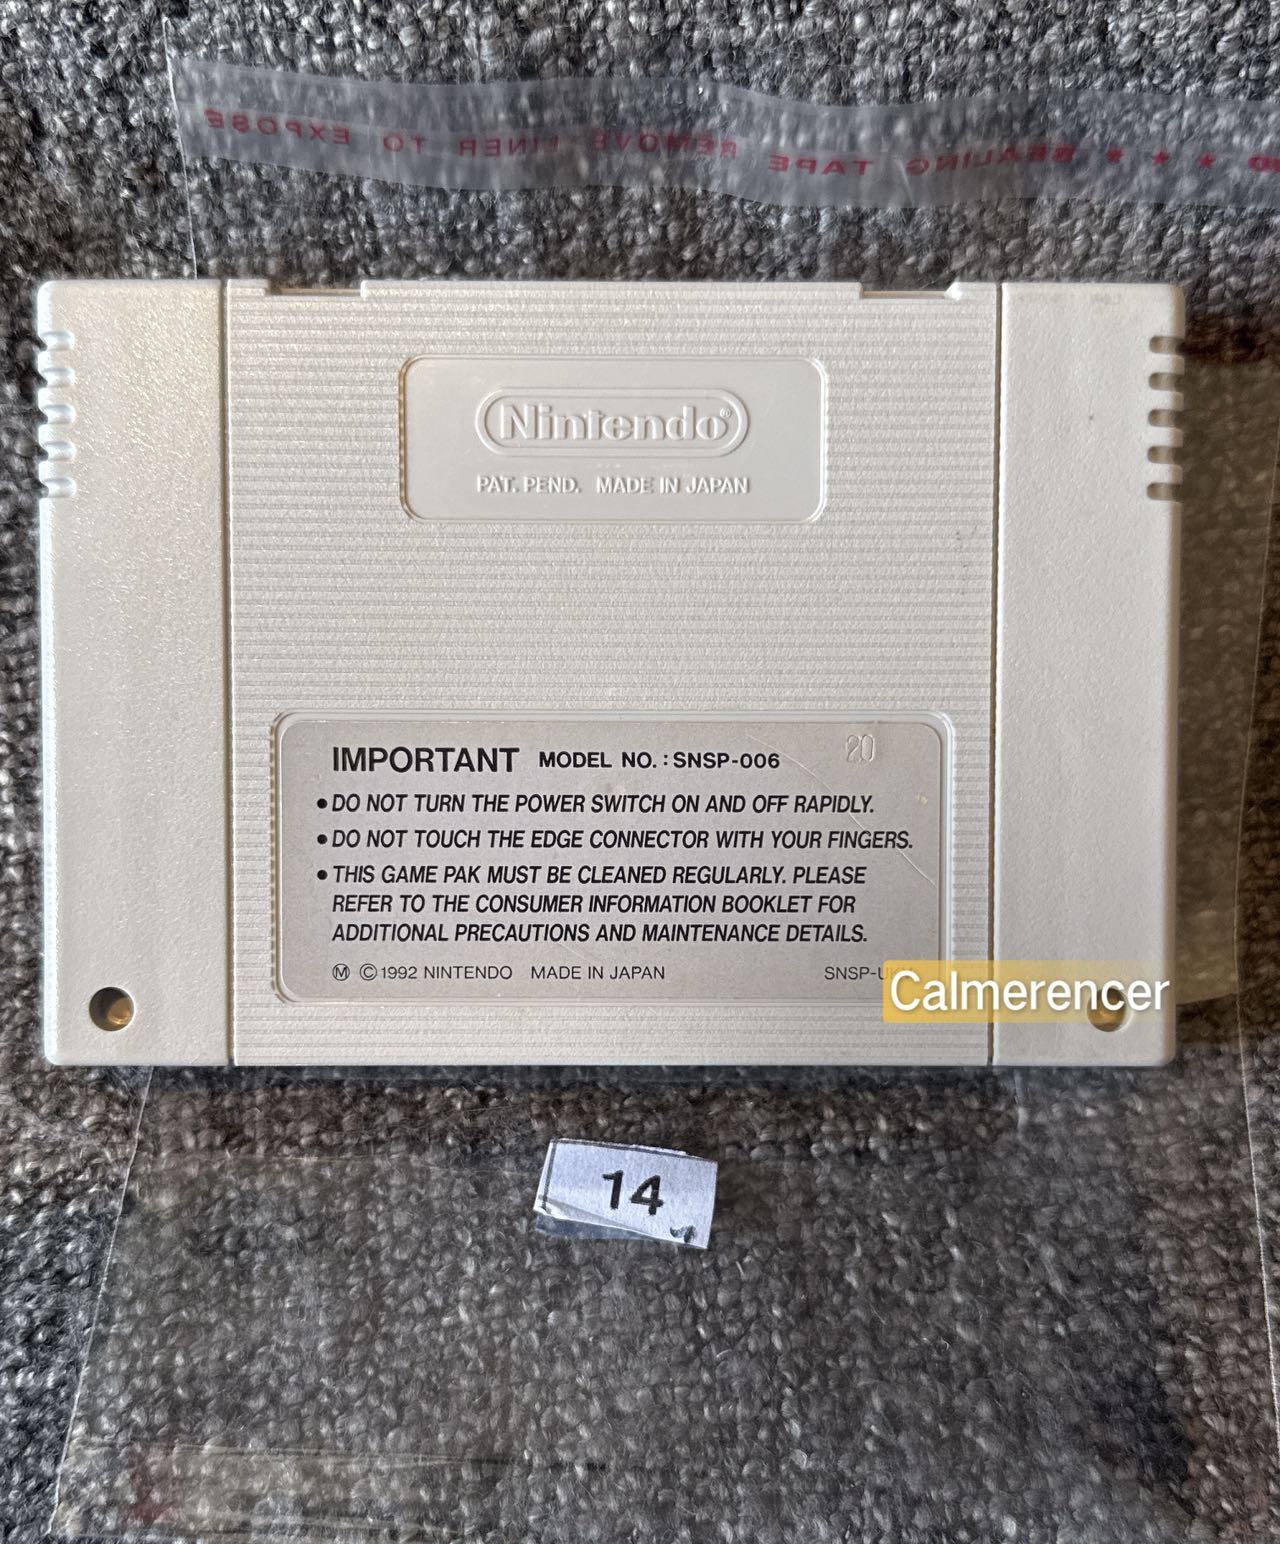 SEALING TAPE REMOVE LINER TO EXPOSE
Nintendo®
PAT. PEND. MADE IN JAPAN
20
IMPORTANT MODEL NO.: SNSP-006
• DO NOT TURN THE POWER SWITCH ON AND OFF RAPIDLY.
• DO NOT TOUCH THE EDGE CONNECTOR WITH YOUR FINGERS.
• THIS GAME PAK MUST BE CLEANED REGULARLY. PLEASE
REFER TO THE CONSUMER INFORMATION BOOKLET FOR
ADDITIONAL PRECAUTIONS AND MAINTENANCE DETAILS.
Ⓜ ©1992 NINTENDO MADE IN JAPAN
Calmerencer
14